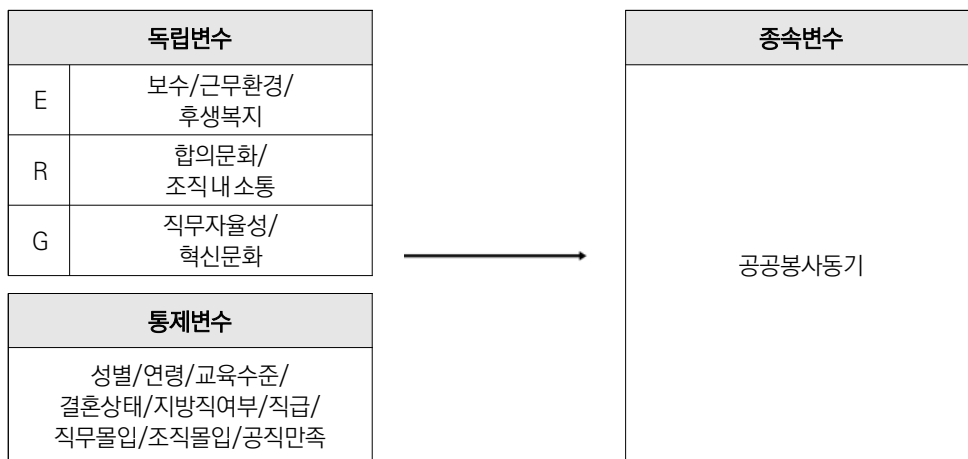 독립변수
E
보수/근무환경/
후생복지
R
합의문화/
조직 내 소통
G
직무자율성/
혁신문화
통제변수
성별/연령/교육수준/
결혼상태/지방직여부/직급/
직무몰입/조직몰입/공직만족
종속변수
공공봉사동기